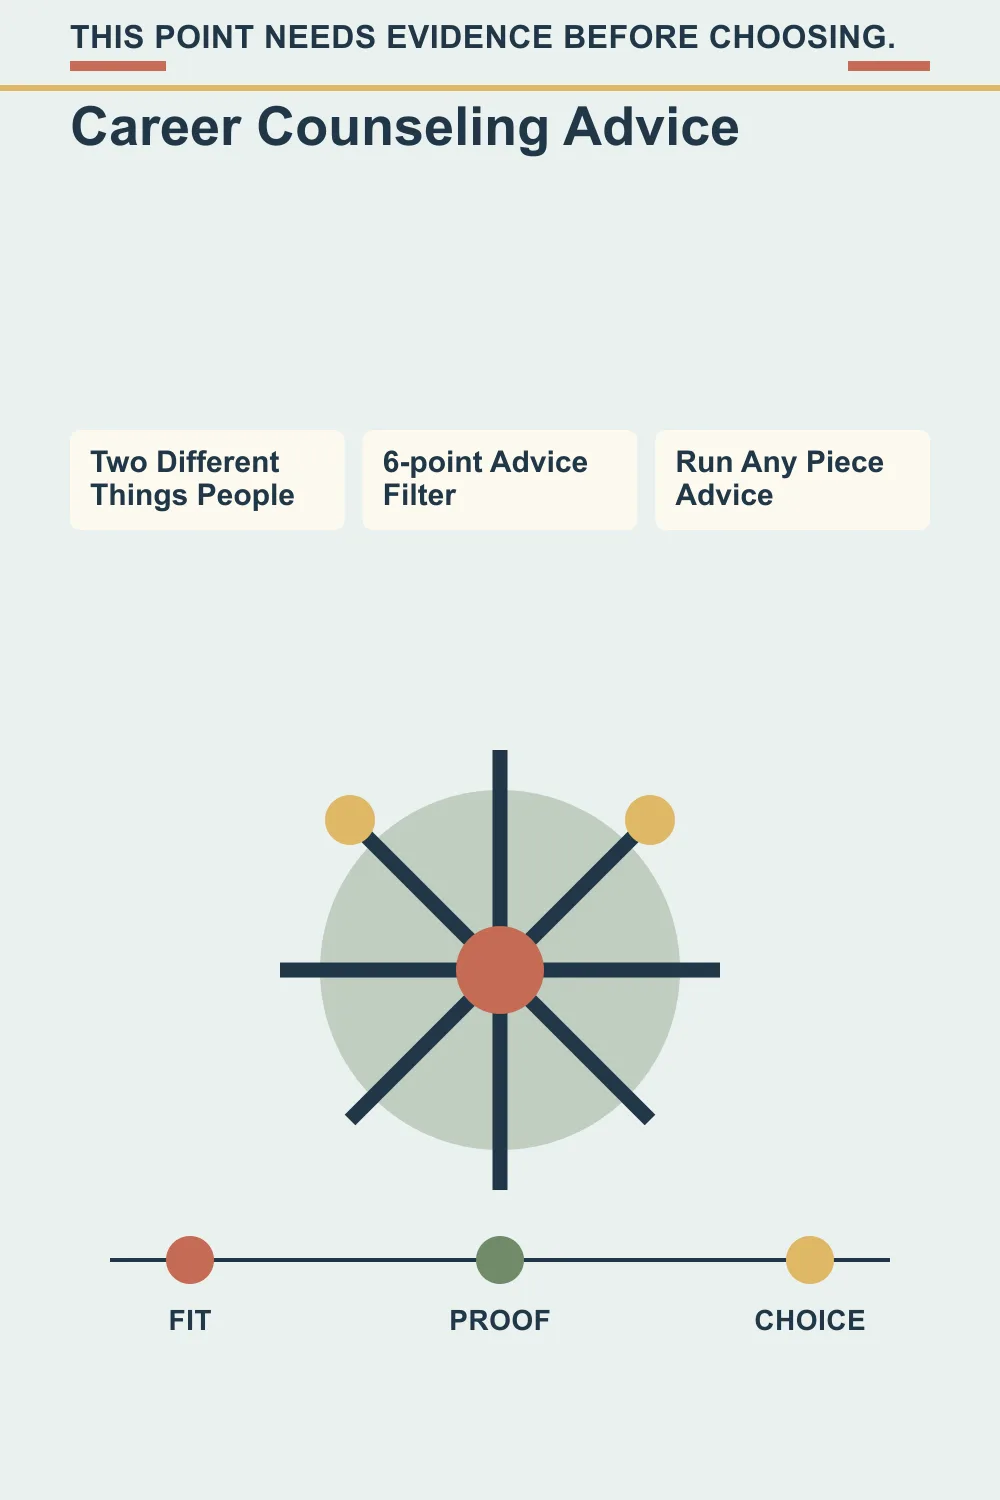 THIS POINT NEEDS EVIDENCE BEFORE CHOOSING.
Career Counseling Advice
Two Different
Things People
6-point Advice
Filter
Run Any Piece
Advice
FIT
PROOF
CHOICE